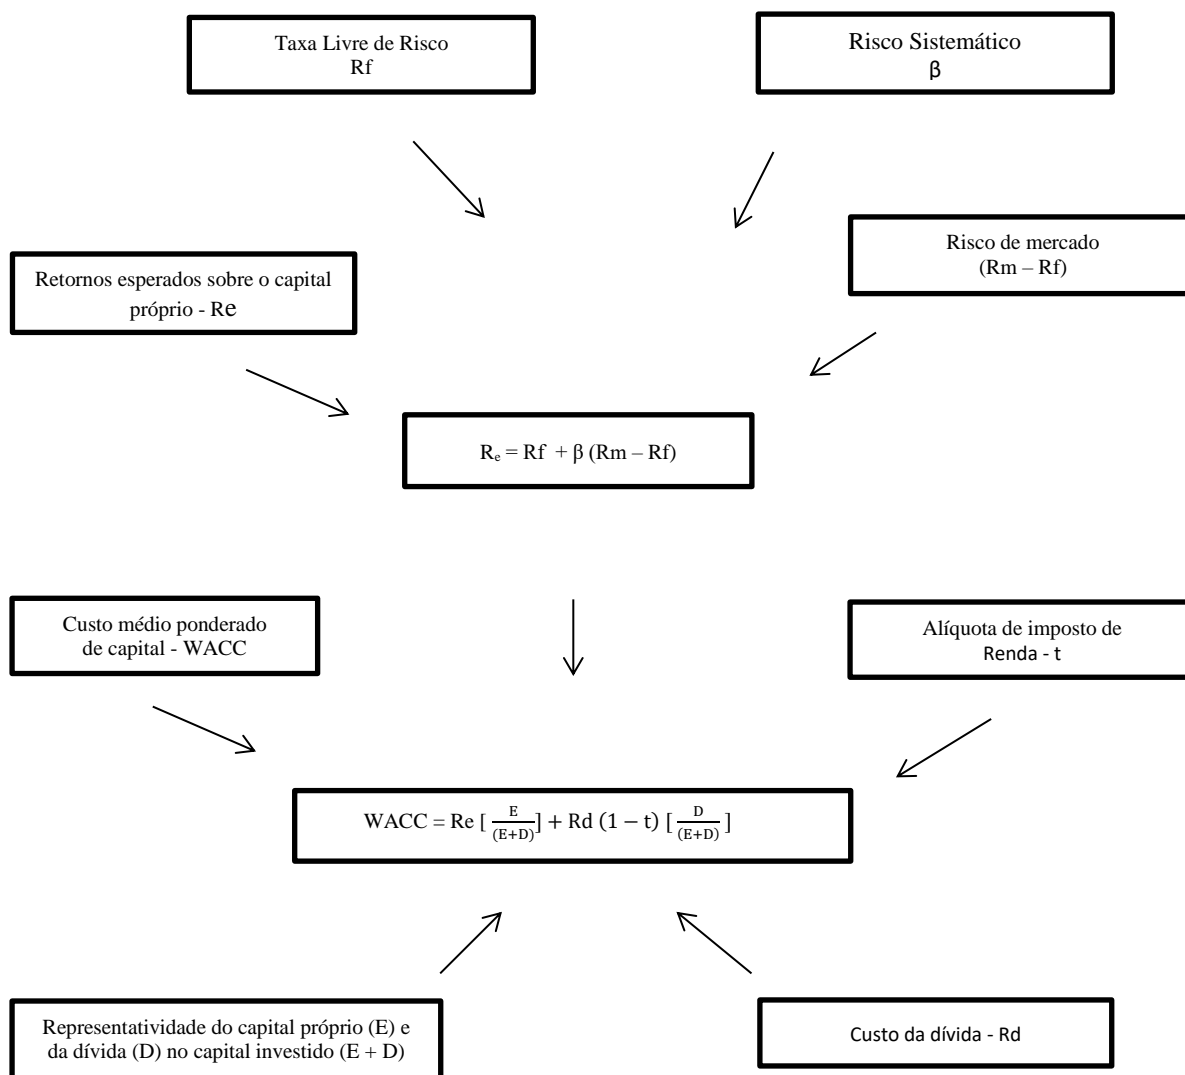 Taxa Livre de Risco
Rf
Risco Sistemático
β
Retornos esperados sobre o capital
próprio - Re
Risco de mercado
(Rm – Rf)
Rₑ = Rf + β (Rm – Rf)
Custo médio ponderado
de capital - WACC
Alíquota de imposto de
Renda - t
WACC = Re [ E/(E+D) ] + Rd (1 − t) [ D/(E+D) ]
Representatividade do capital próprio (E) e
da dívida (D) no capital investido (E + D)
Custo da dívida - Rd